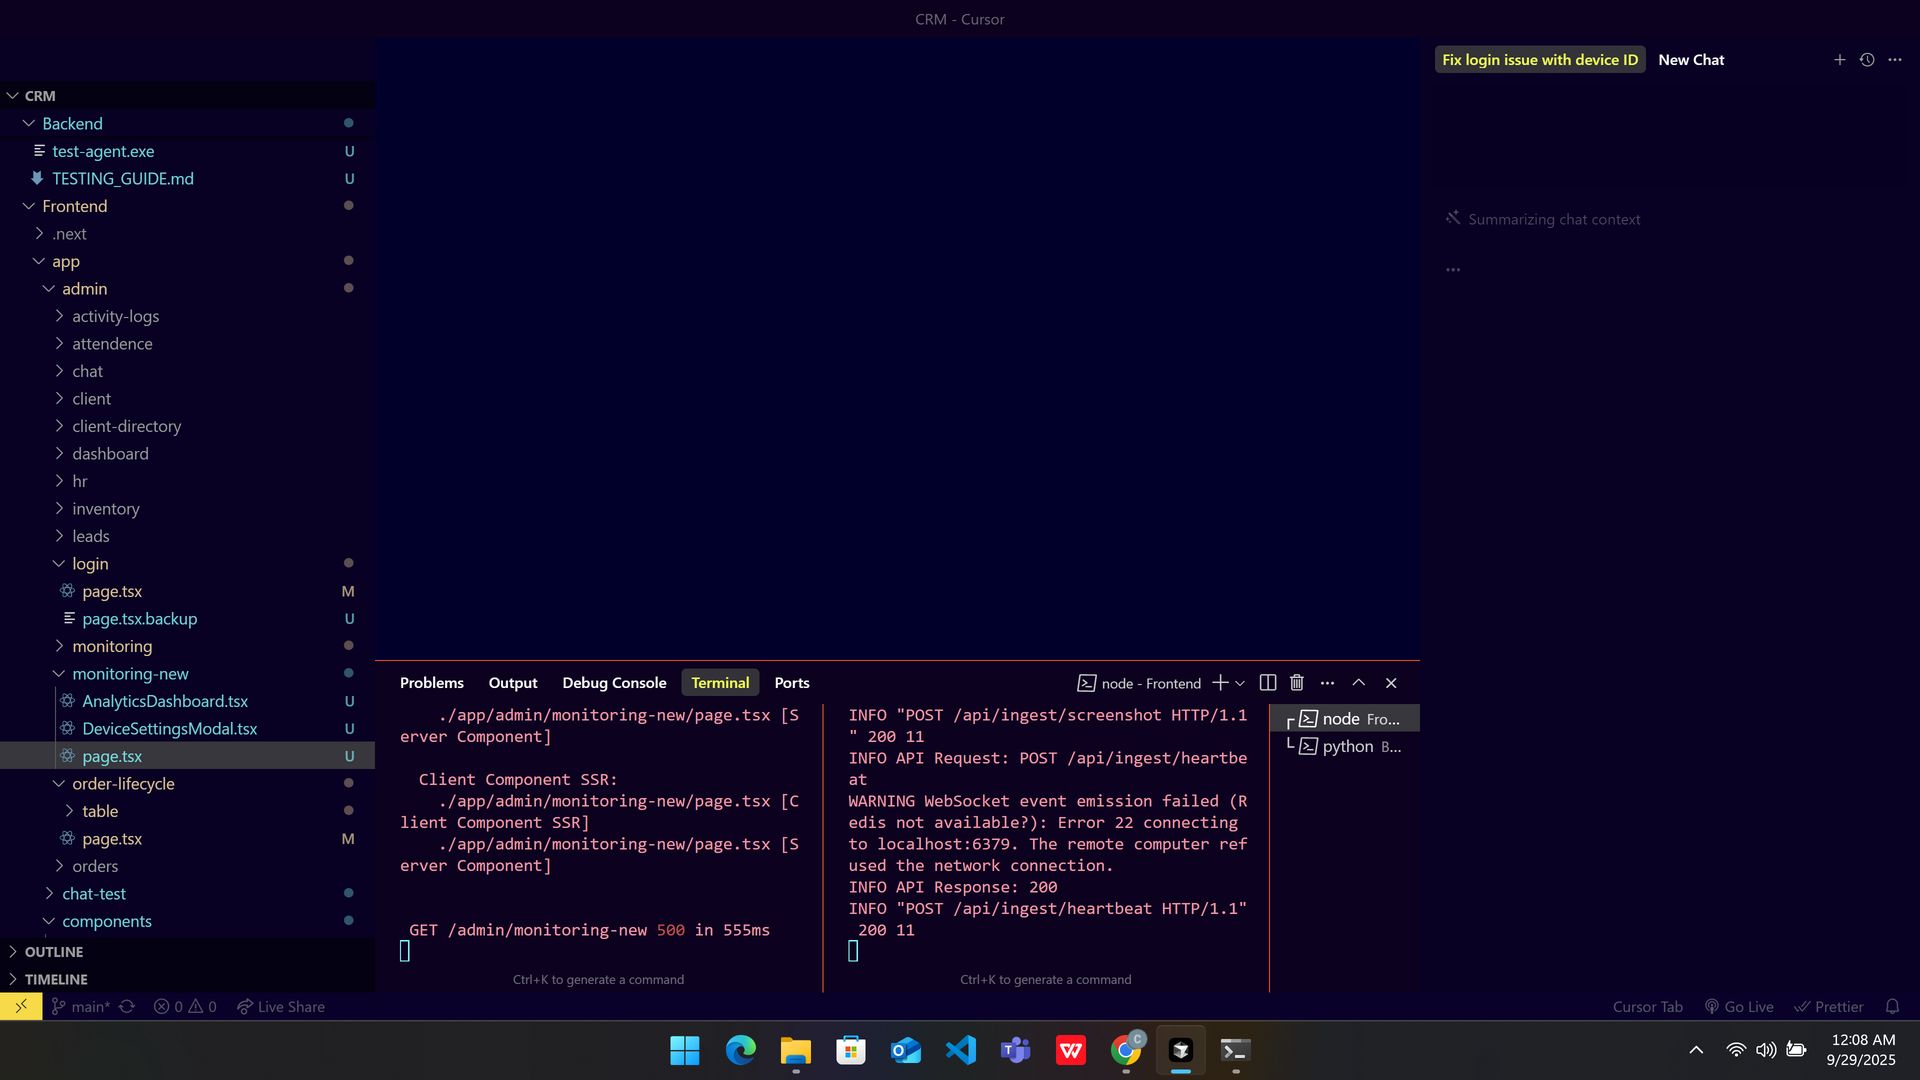 CRM - Cursor
CRM
Backend
test-agent.exe U
TESTING_GUIDE.md U
Frontend
.next
app
admin
activity-logs
attendence
chat
client
client-directory
dashboard
hr
inventory
leads
login
page.tsx M
page.tsx.backup U
monitoring
monitoring-new
AnalyticsDashboard.tsx U
DeviceSettingsModal.tsx U
page.tsx U
order-lifecycle
table
page.tsx M
orders
chat-test
components
OUTLINE
TIMELINE
Problems Output Debug Console Terminal Ports
node - Frontend
./app/admin/monitoring-new/page.tsx [S
erver Component]
Client Component SSR:
./app/admin/monitoring-new/page.tsx [C
lient Component SSR]
./app/admin/monitoring-new/page.tsx [S
erver Component]
GET /admin/monitoring-new 500 in 555ms
Ctrl+K to generate a command
INFO "POST /api/ingest/screenshot HTTP/1.1
" 200 11
INFO API Request: POST /api/ingest/heartbe
at
WARNING WebSocket event emission failed (R
edis not available?): Error 22 connecting
to localhost:6379. The remote computer ref
used the network connection.
INFO API Response: 200
INFO "POST /api/ingest/heartbeat HTTP/1.1"
200 11
Ctrl+K to generate a command
node Fro...
python B...
Fix login issue with device ID New Chat
Summarizing chat context
...
main* 0 0 Live Share
Cursor Tab Go Live Prettier
12:08 AM
9/29/2025